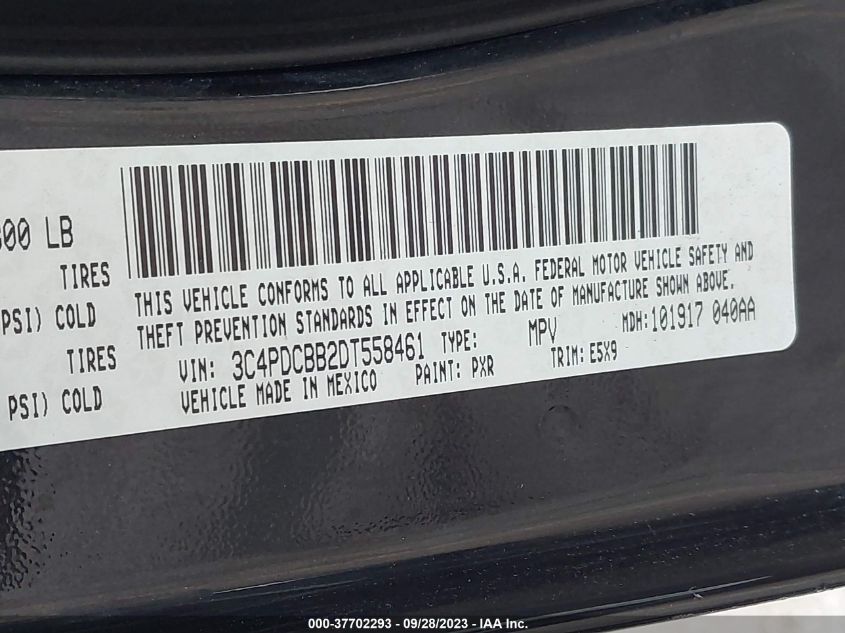 00 LB
TIRES
PSI) COLD
TIRES
PSI) COLD
THIS VEHICLE CONFORMS TO ALL APPLICABLE U.S.A. FEDERAL MOTOR VEHICLE SAFETY AND
THEFT PREVENTION STANDARDS IN EFFECT ON THE DATE OF MANUFACTURE SHOWN ABOVE.
VIN: 3C4PDCBB2DT558461 TYPE: MPV MDH:101917 040AA
VEHICLE MADE IN MEXICO PAINT: PXR TRIM: E5X9
000-37702293 - 09/28/2023 - IAA Inc.